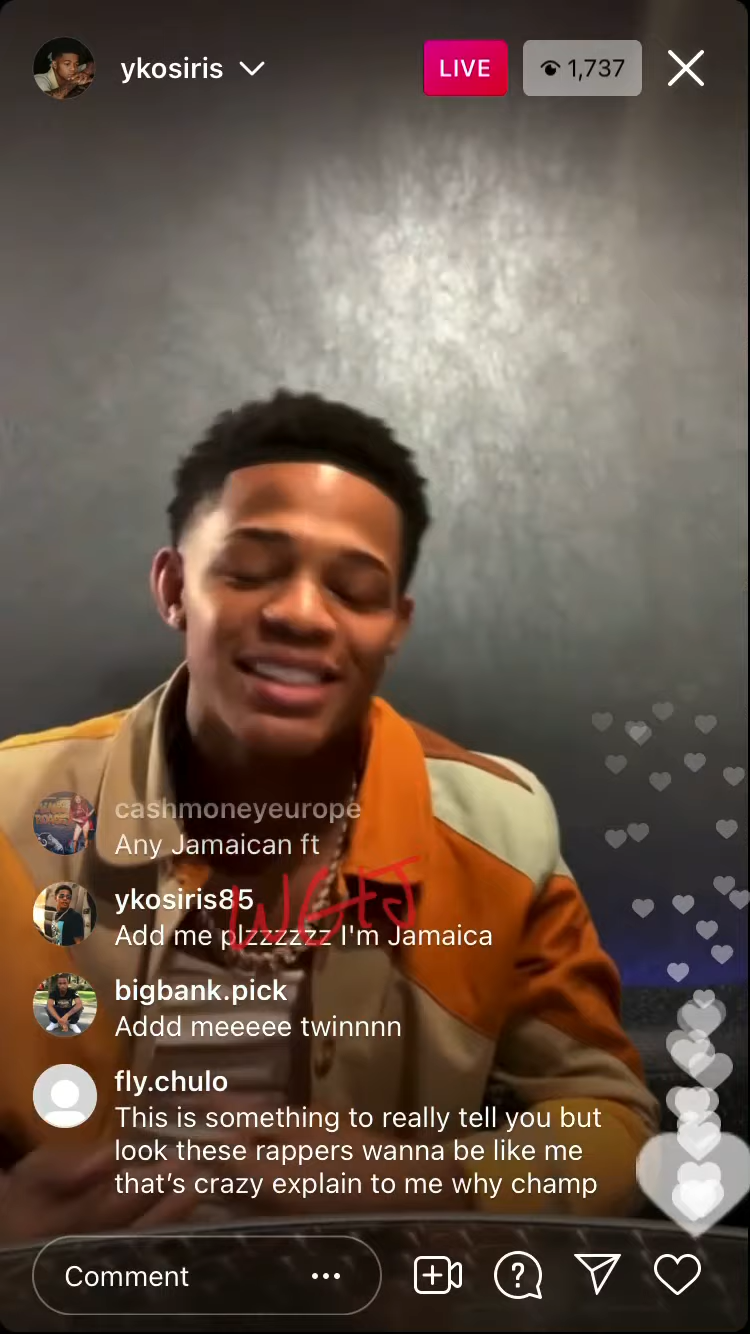 ykosiris
LIVE
1,737
cashmoneyeurope
Any Jamaican ft
ykosiris85
Add me plzzzzzz I'm Jamaica
bigbank.pick
Addd meeeee twinnnn
fly.chulo
This is something to really tell you but
look these rappers wanna be like me
that’s crazy explain to me why champ
Comment